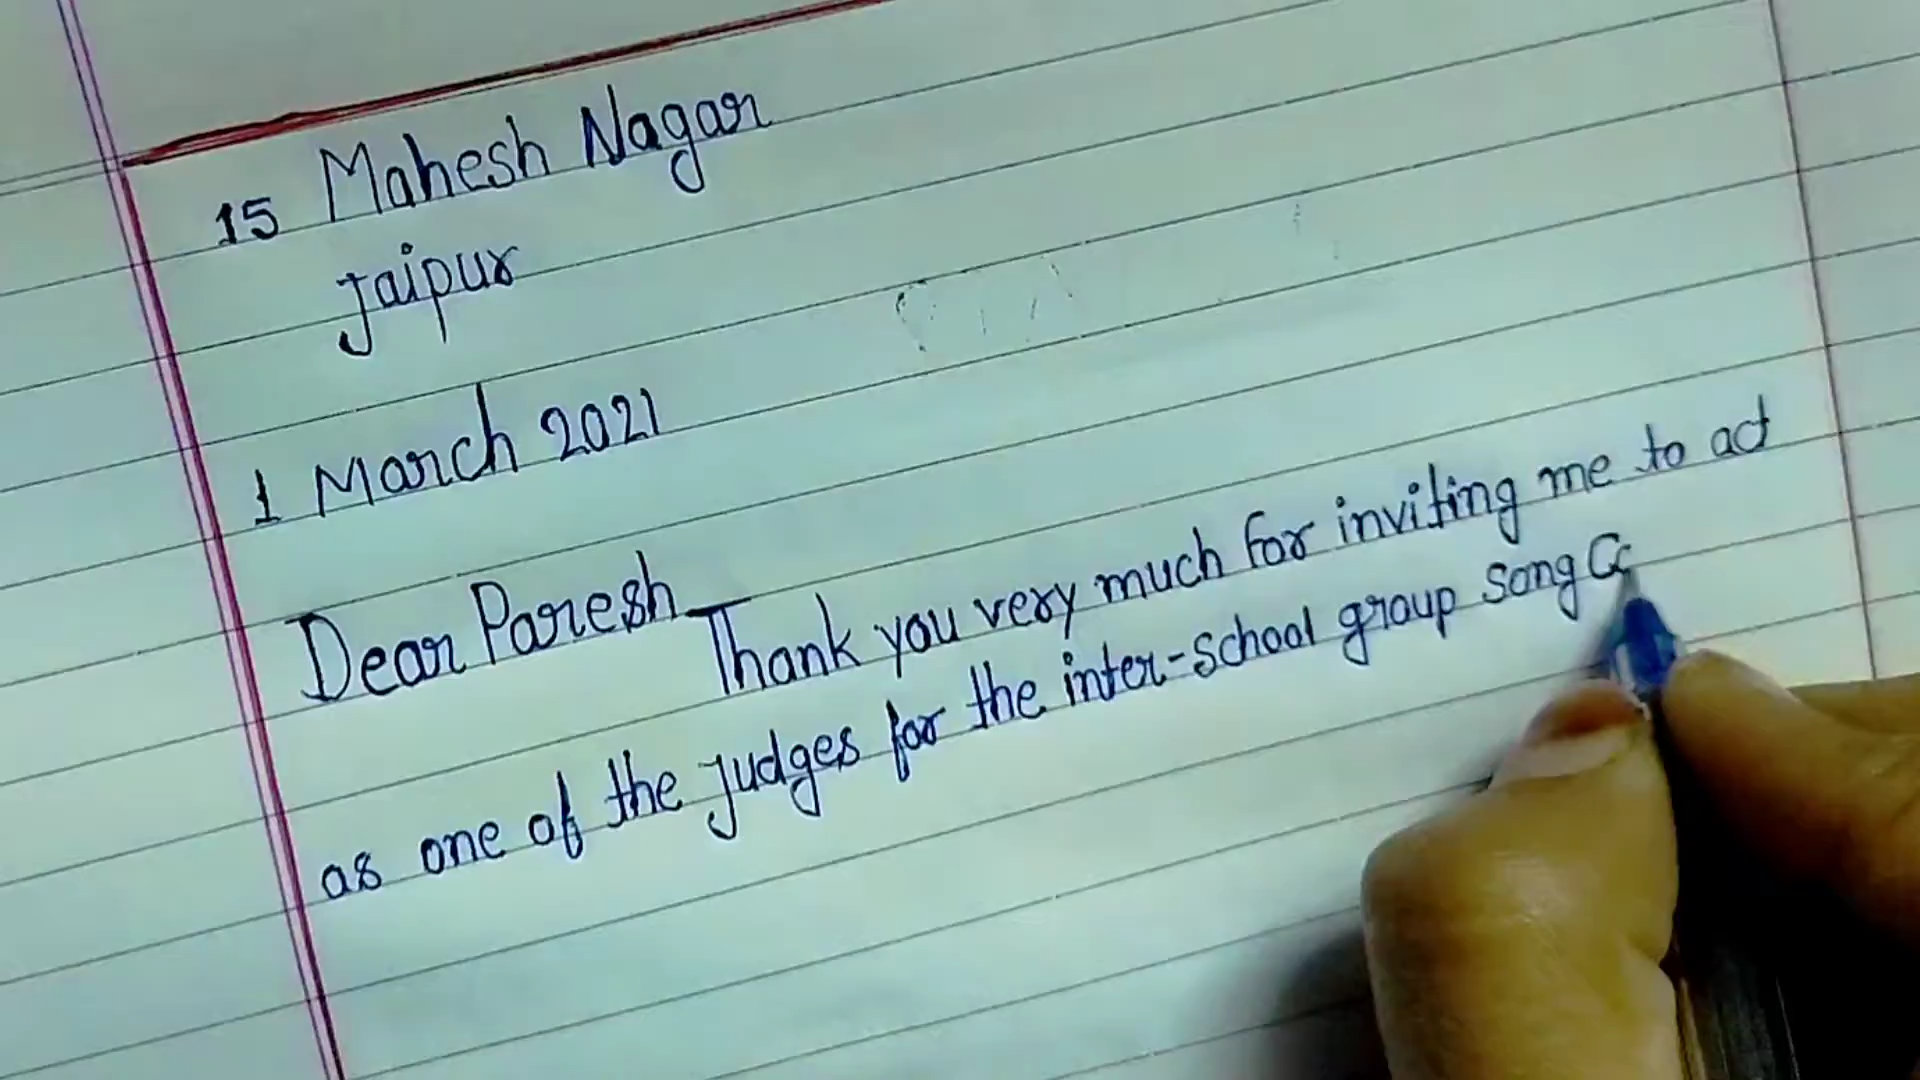 15 Mahesh Nagar
Jaipur
1 March 2021
Dear Paresh
Thank you very much for inviting me to act
as one of the judges for the inter-school group song